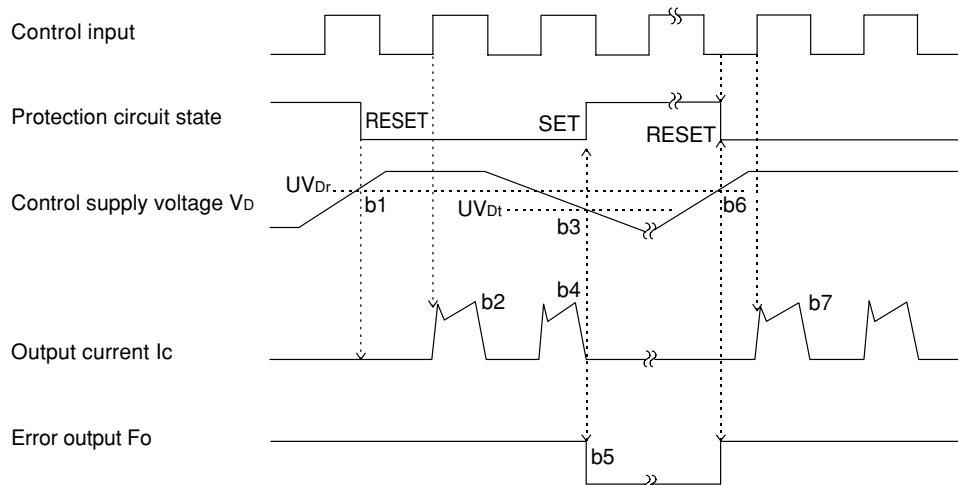 Control input
Protection circuit state
RESET
SET
RESET
UVDr
Control supply voltage VD
b1
UVDt
b3
b6
b2
b4
b7
Output current Ic
Error output Fo
b5